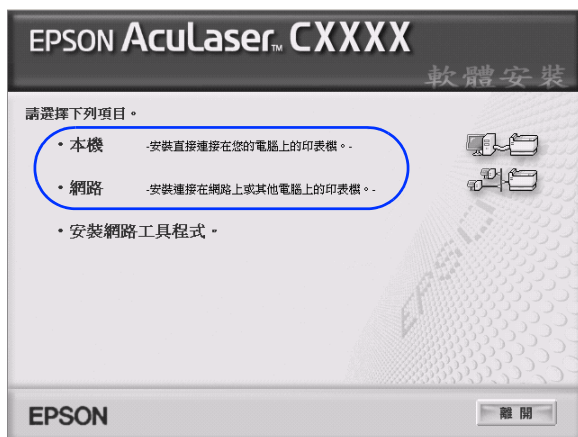 EPSON AcuLaser™ CXXXX
軟體安裝
請選擇下列項目。
・本機 -安裝直接連接在您的電腦上的印表機。-
・網路 -安裝連接在網路上或其他電腦上的印表機。-
・安裝網路工具程式。
EPSON
EPSON
離開